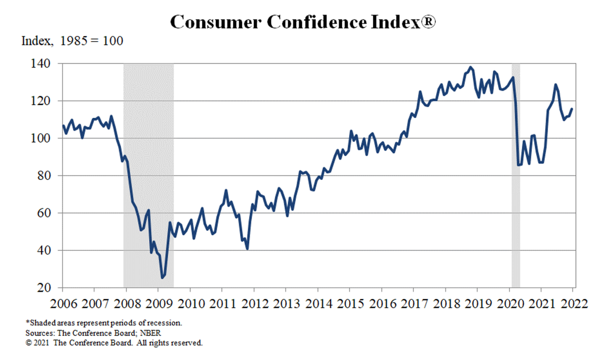 Consumer Confidence Index®
Index, 1985 = 100
140
120
100
80
60
40
20
2006 2007 2008 2009 2010 2011 2012 2013 2014 2015 2016 2017 2018 2019 2020 2021 2022
*Shaded areas represent periods of recession.
Sources: The Conference Board; NBER
© 2021 The Conference Board. All rights reserved.